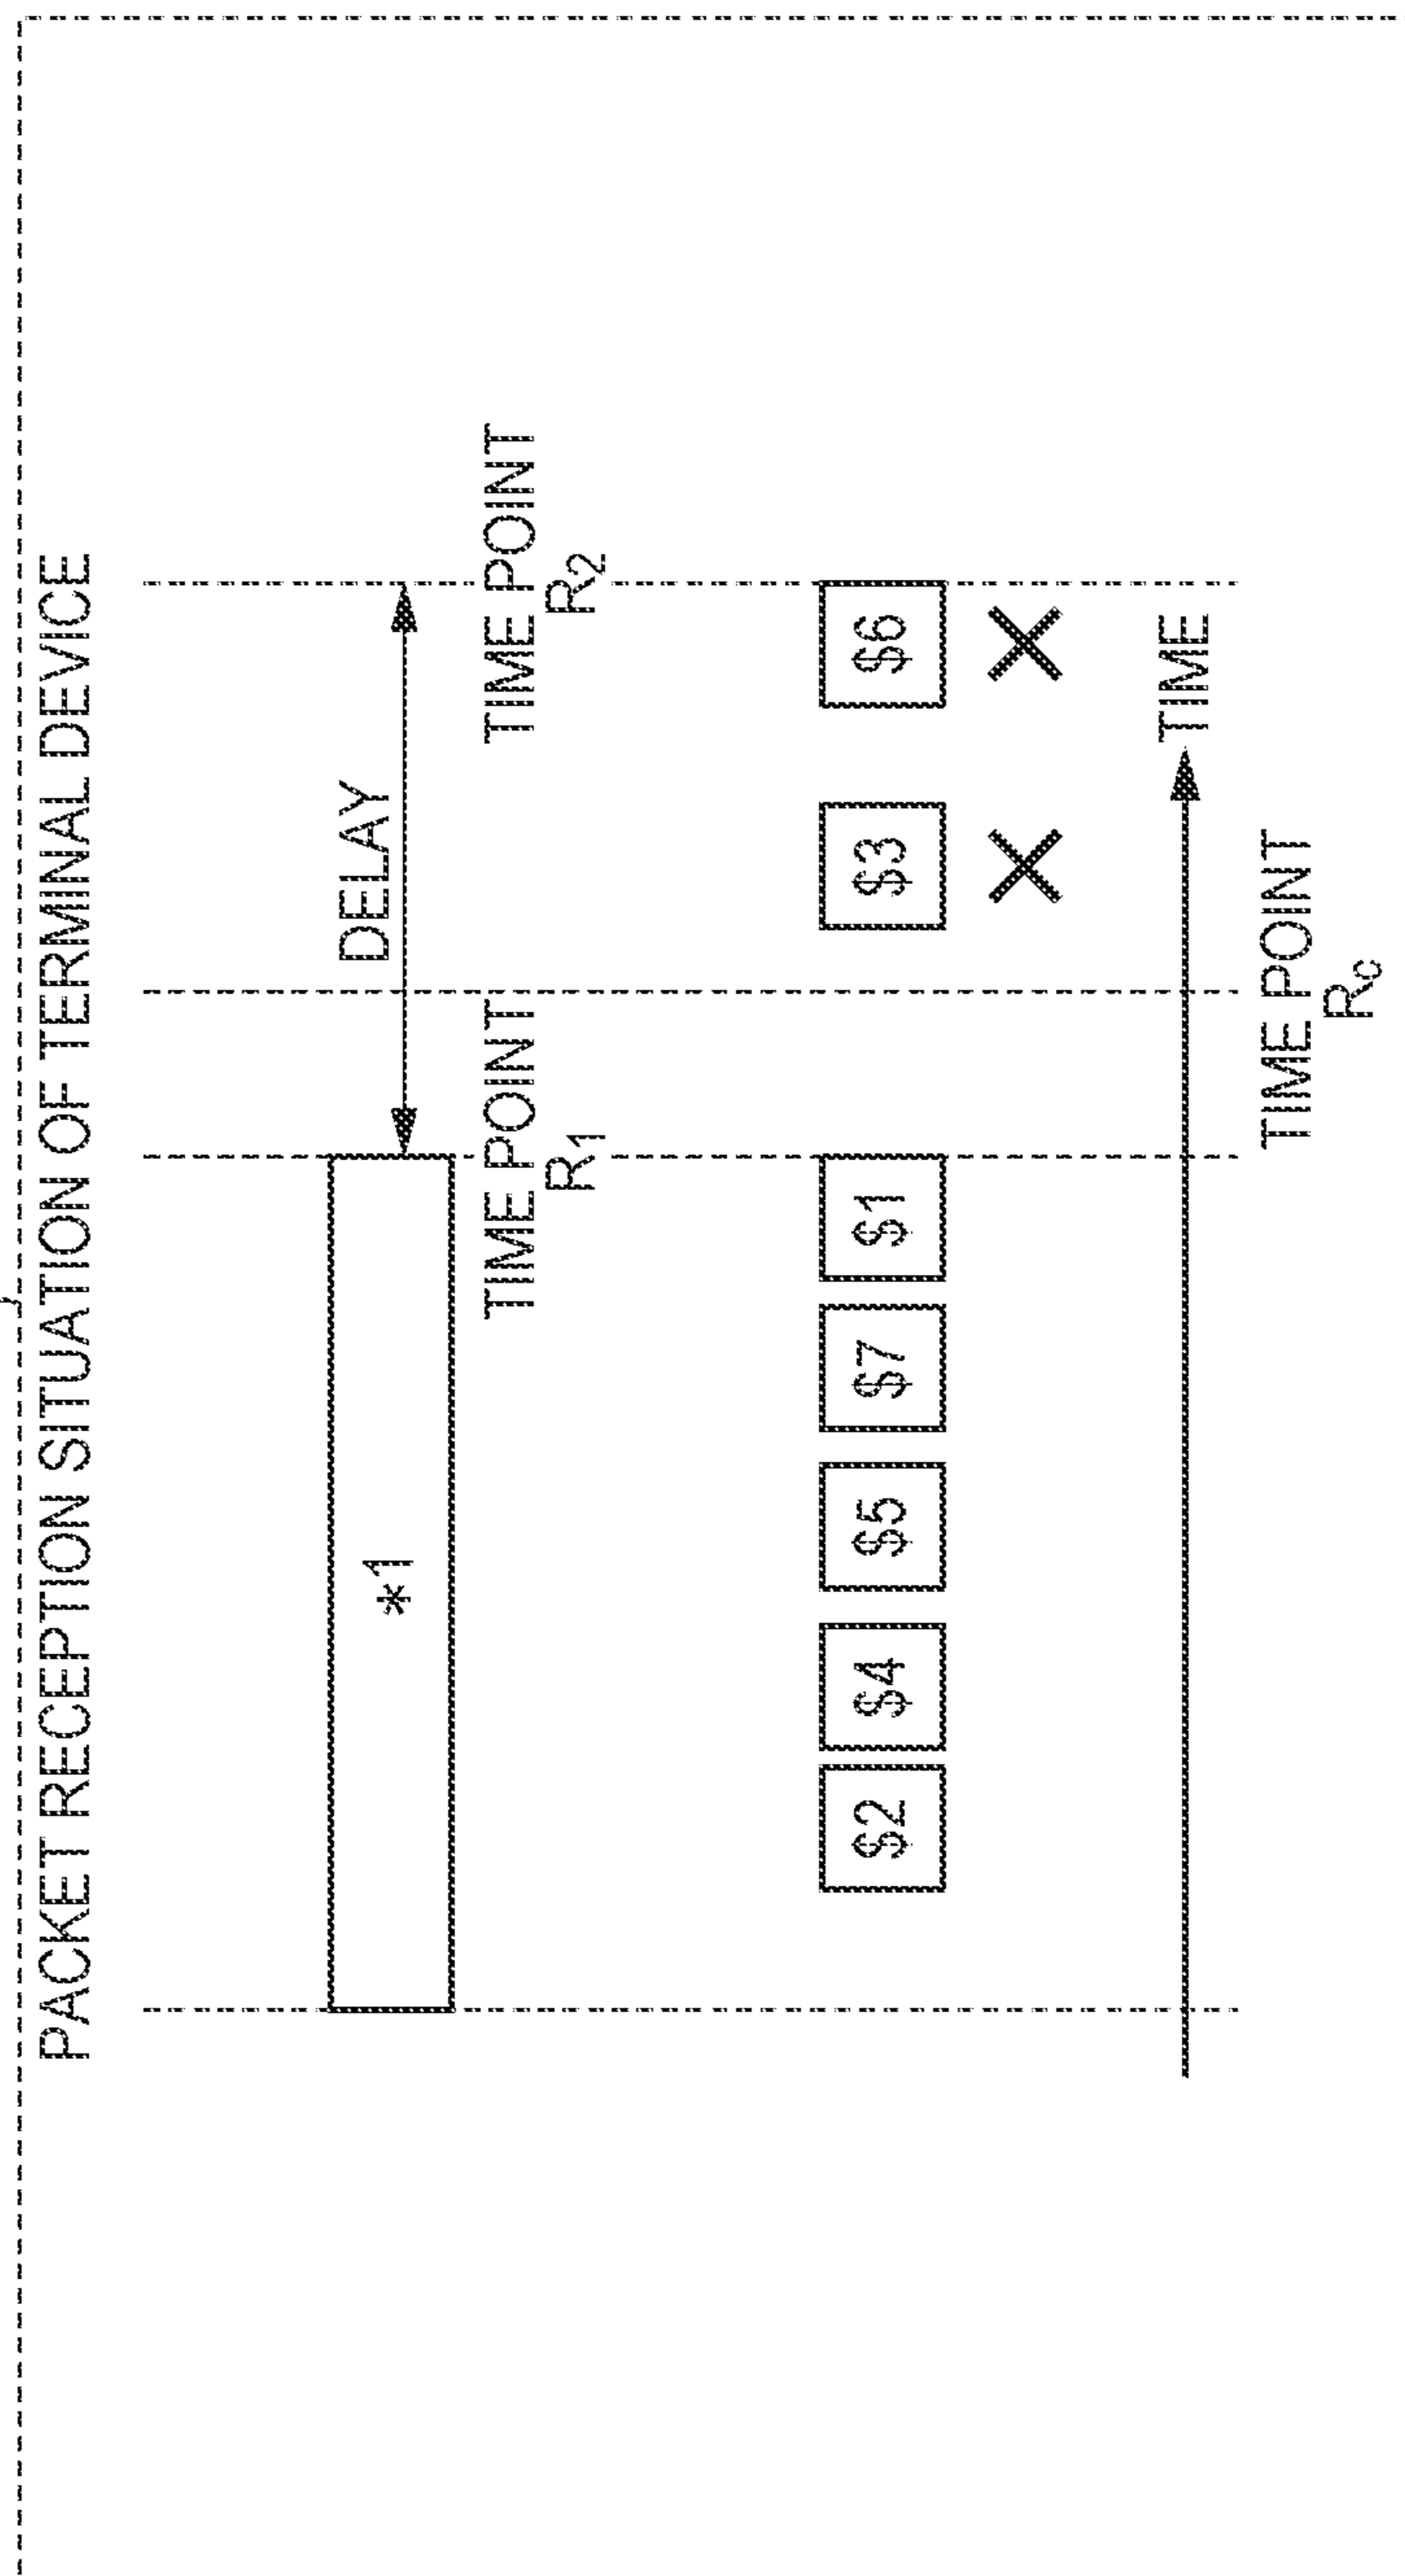 PACKET RECEPTION SITUATION OF TERMINAL DEVICE
*1
DELAY
TIME POINT
R1
TIME POINT
R2
$2
$4
$5
$7
$1
$3
$6
TIME
TIME POINT
Rc